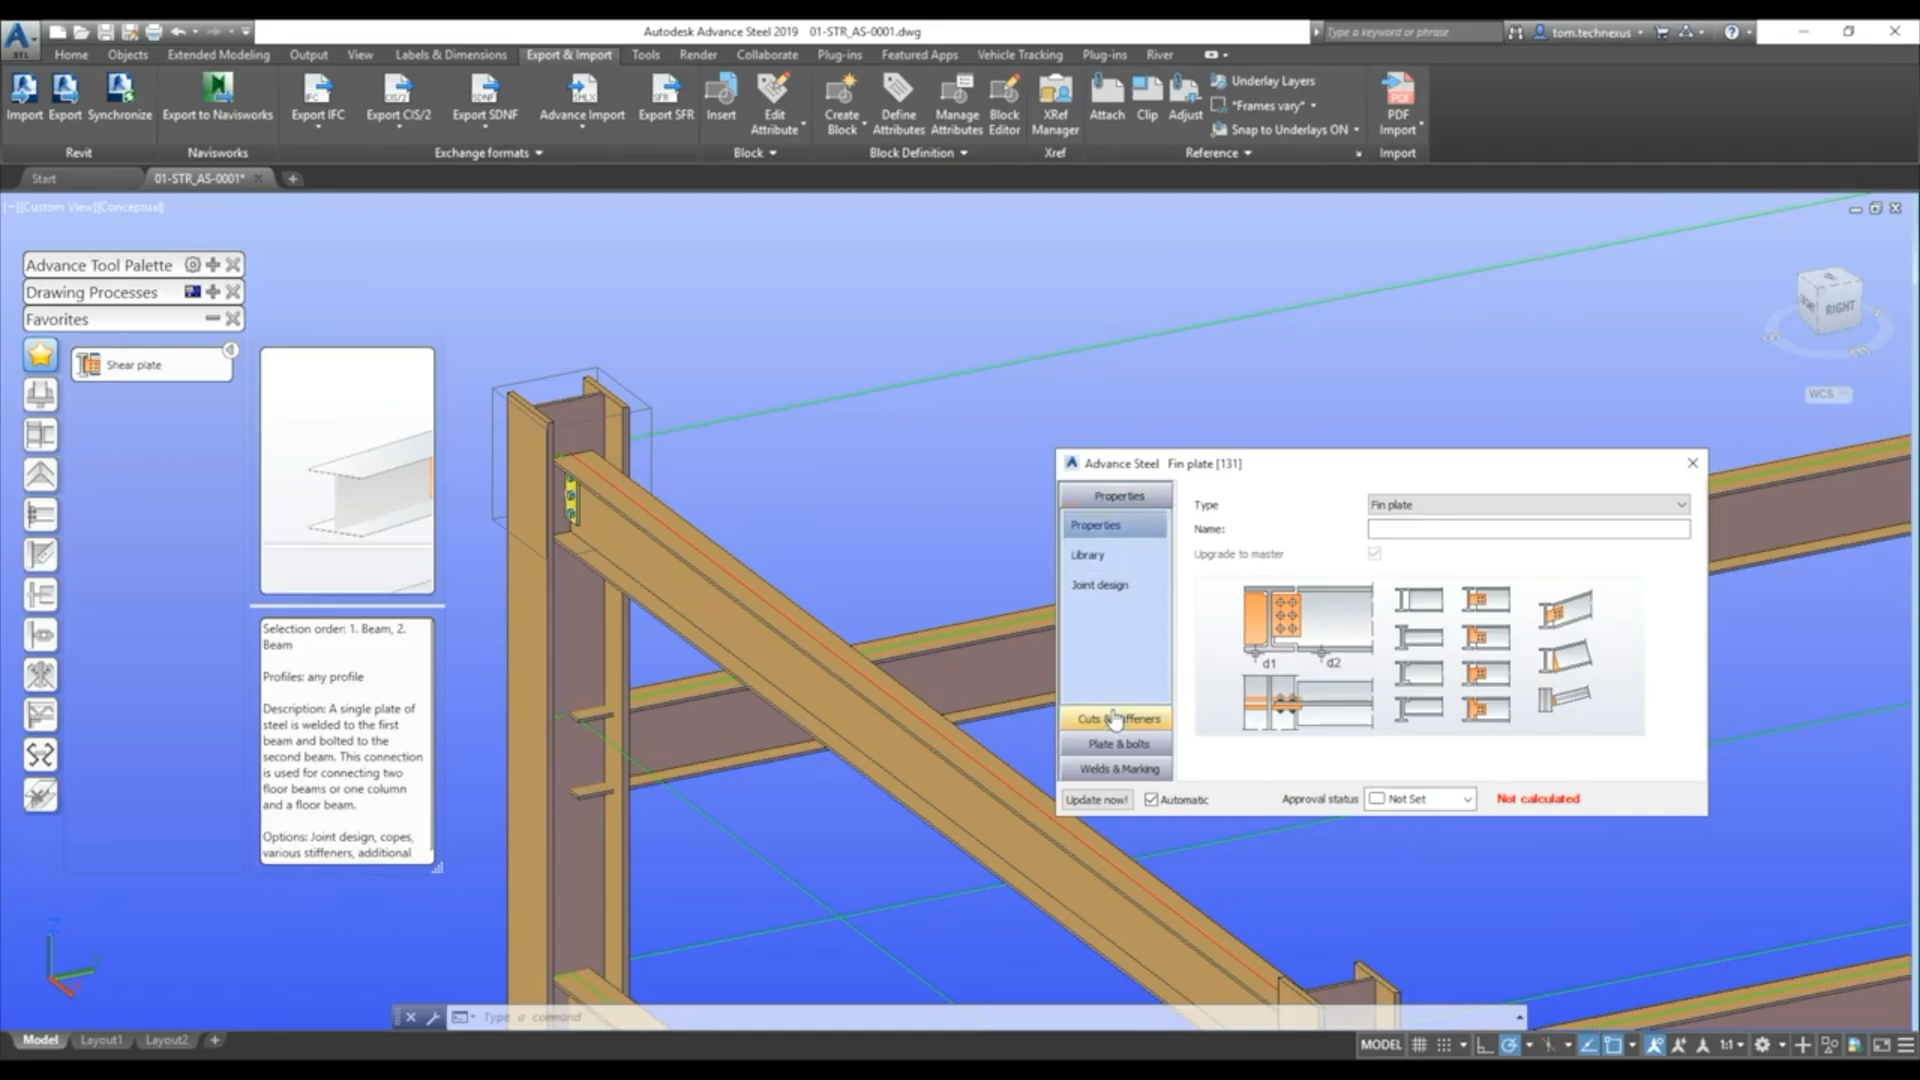 Autodesk Advance Steel 2019 01-STR_AS-0001.dwg
Type a keyword or phrase
tom.technexus
STL
Home Objects Extended Modeling Output View Labels & Dimensions Export & Import Tools Render Collaborate Plug-ins Featured Apps Vehicle Tracking Plug-ins River
Import Export Synchronize
Export to Navisworks
Export IFC
Export CIS/2
Export SDNF
Advance Import
Export SFR
Insert
Edit Attribute
Create Block
Define Attributes
Manage Attributes
Block Editor
XRef Manager
Attach Clip Adjust
Underlay Layers
*Frames vary*
Snap to Underlays ON
PDF Import
Revit Navisworks Exchange formats Block Block Definition Xref Reference Import
Start 01-STR_AS-0001* +
[−][Custom View][Conceptual]
Advance Tool Palette
Drawing Processes
Favorites
Shear plate
Selection order: 1. Beam, 2.
Beam
Profiles: any profile
Description: A single plate of
steel is welded to the first
beam and bolted to the
second beam. This connection
is used for connecting two
floor beams or one column
and a floor beam.
Options: Joint design, copes,
various stiffeners, additional
RIGHT
WCS
Advance Steel Fin plate [131]
Properties
Properties
Library
Joint design
Cuts & ffeners
Plate & bolts
Welds & Marking
Type Fin plate
Name:
Upgrade to master
d1 d2
Update now! Automatic Approval status Not Set Not calculated
Z
Type a command
Model Layout1 Layout2 +
MODEL 1:1